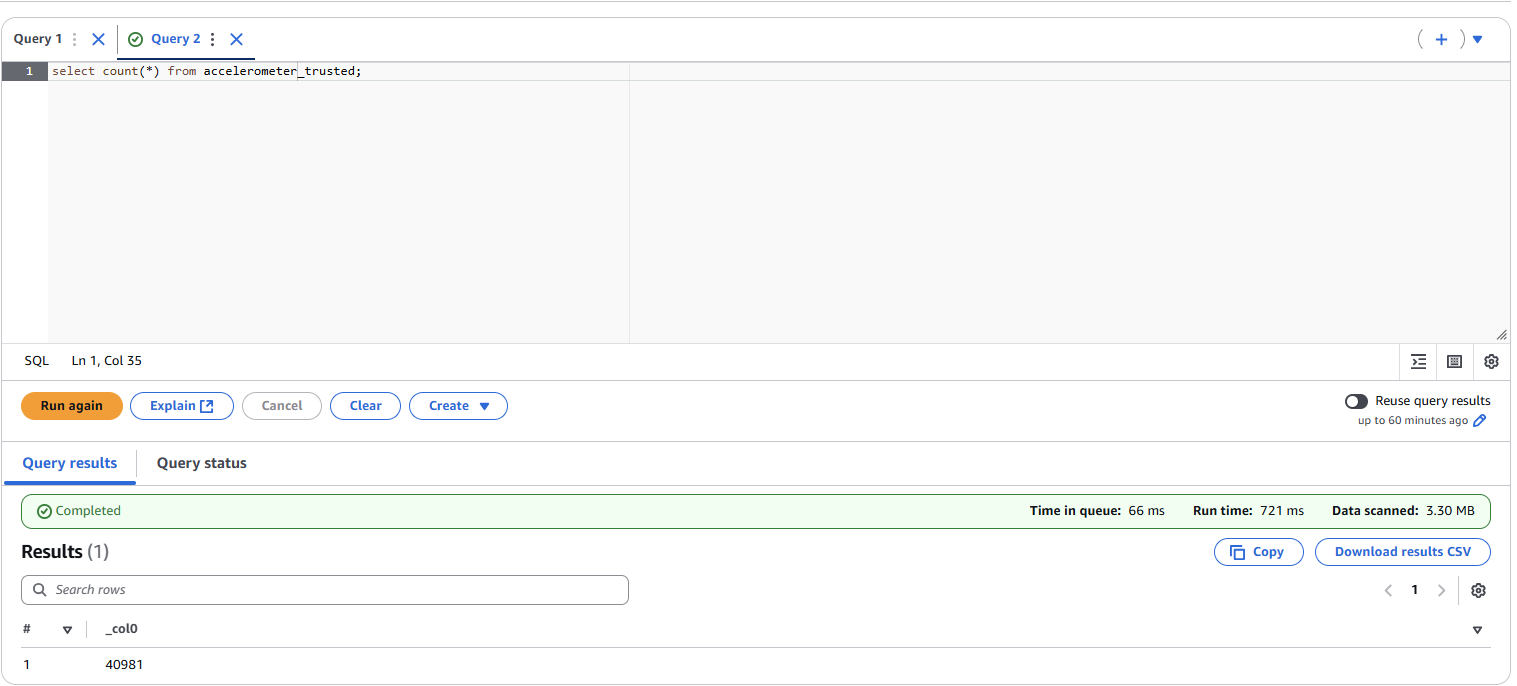 Query 1 Query 2
1 select count(*) from accelerometer_trusted;
SQL Ln 1, Col 35
Run again Explain Cancel Clear Create Reuse query results
up to 60 minutes ago
Query results Query status
Completed Time in queue: 66 ms Run time: 721 ms Data scanned: 3.30 MB
Results (1) Copy Download results CSV
Search rows 1
# _col0
1 40981